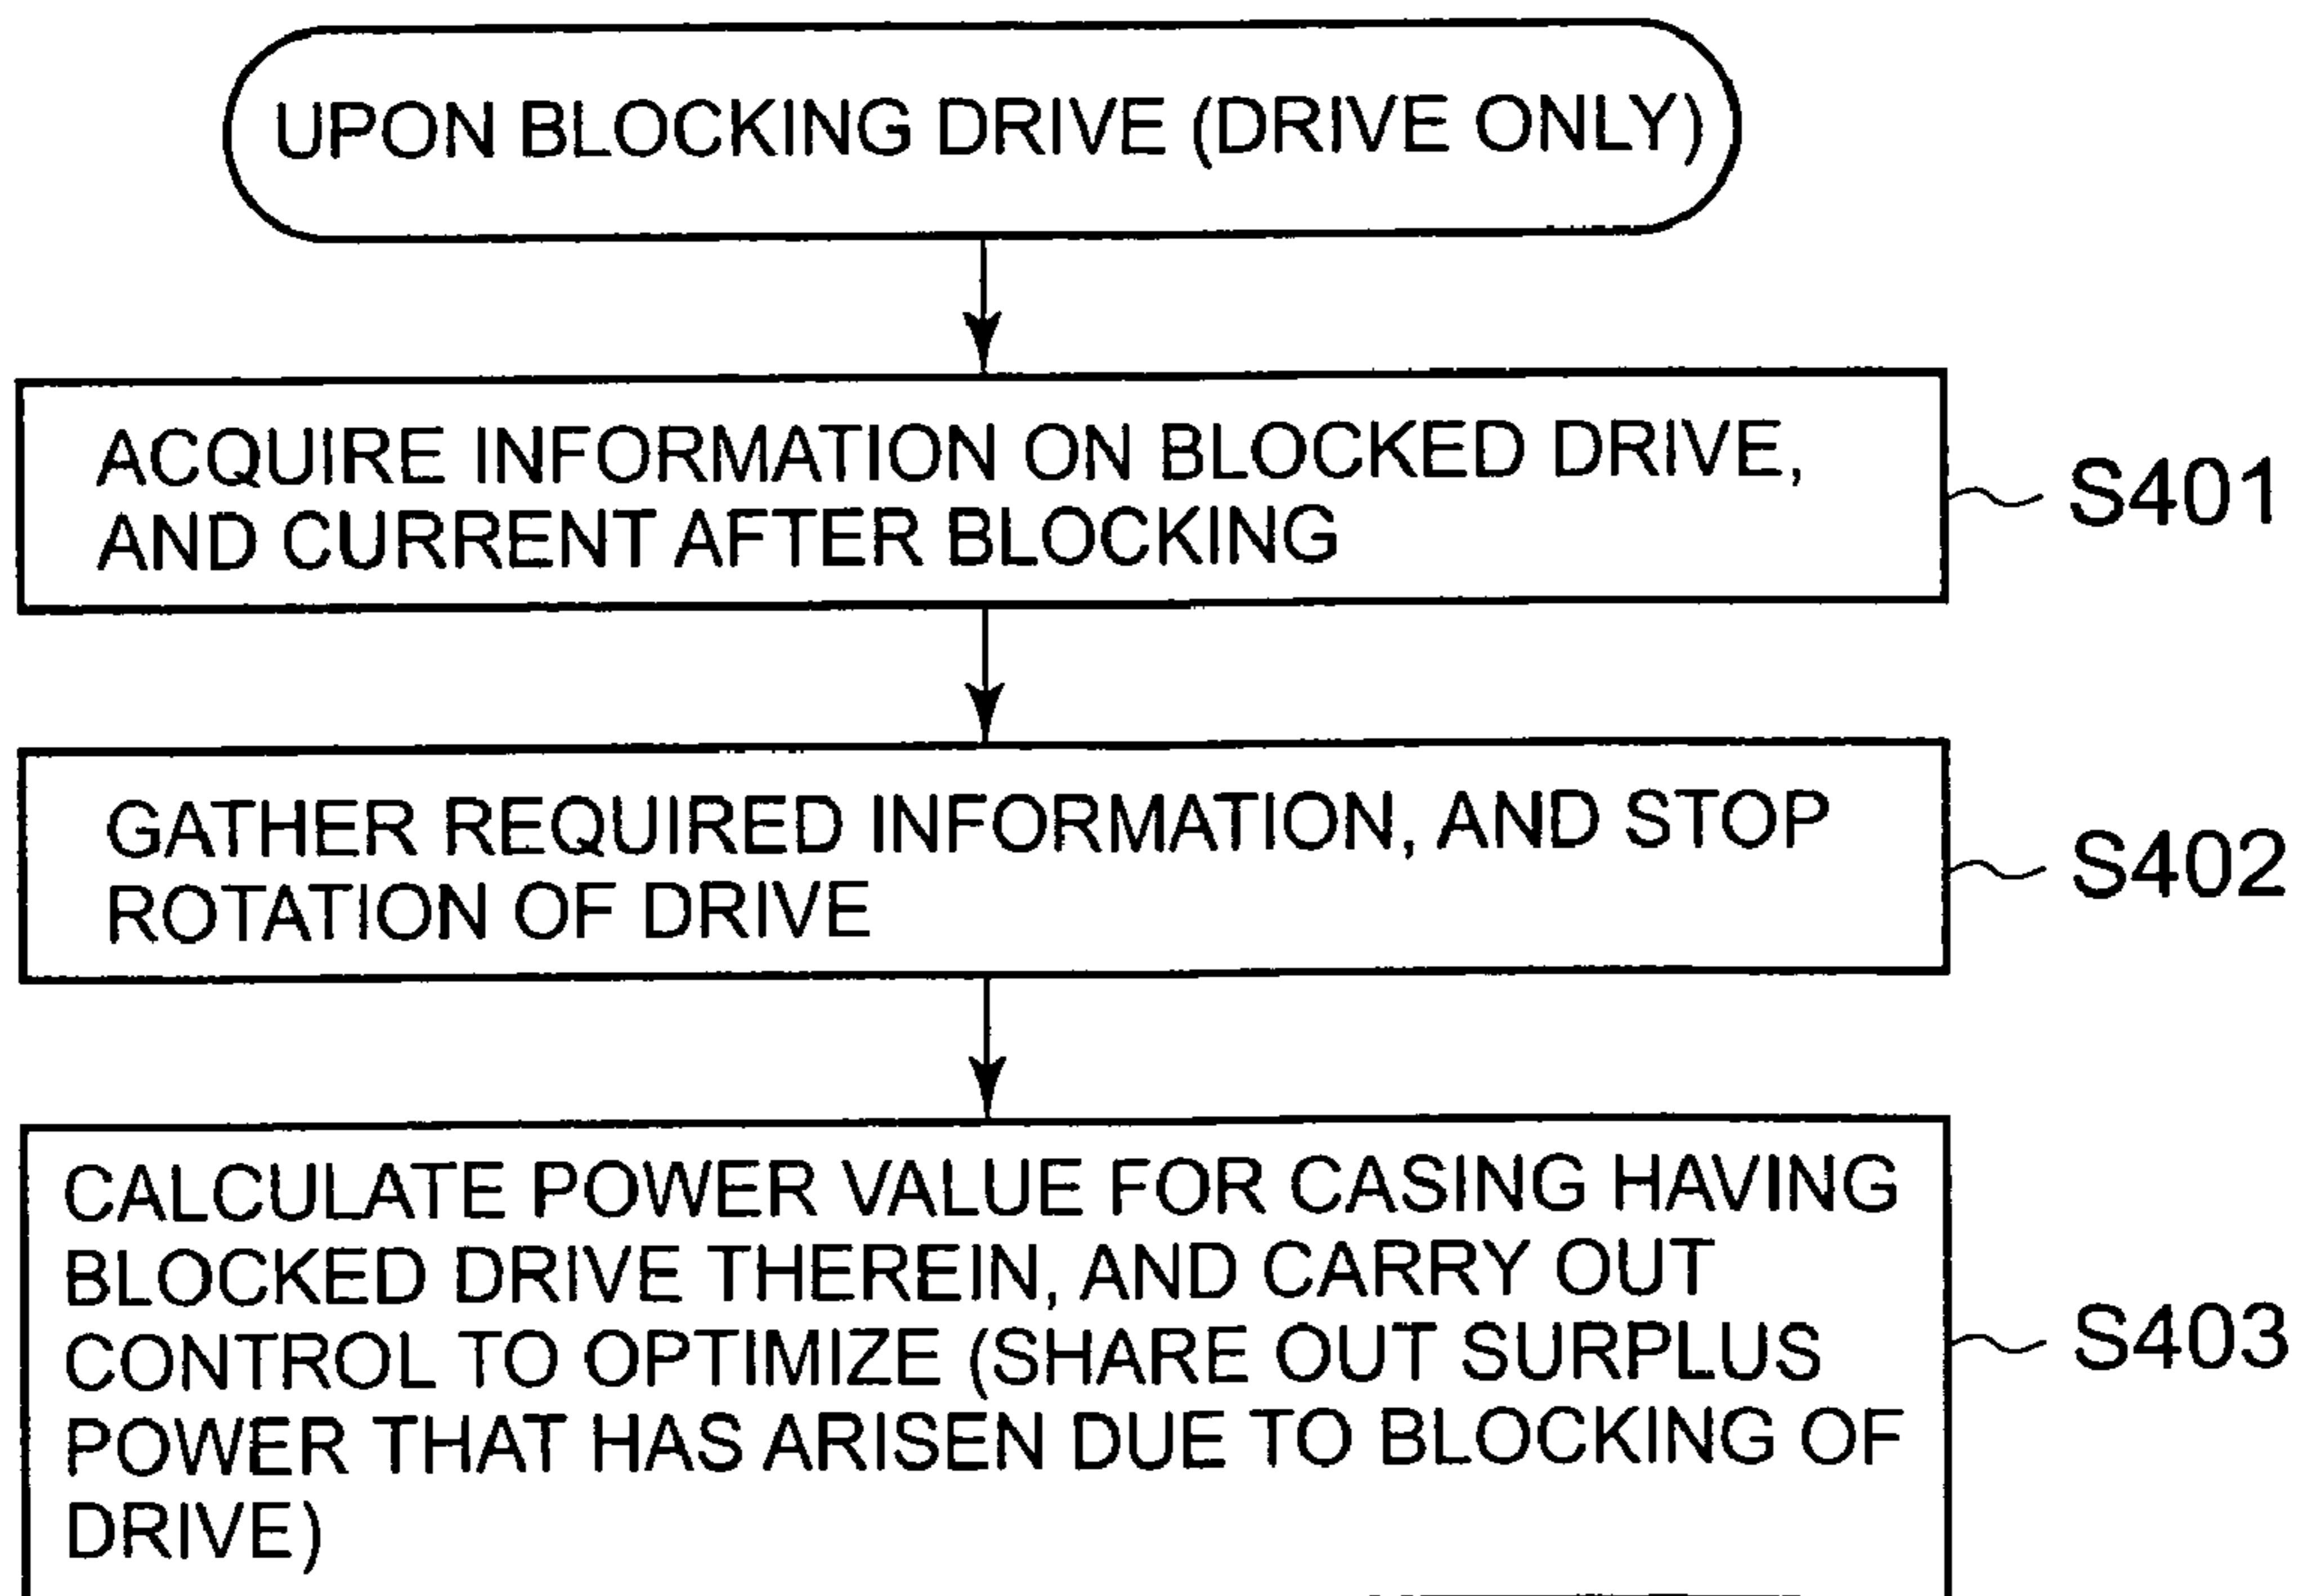 UPON BLOCKING DRIVE (DRIVE ONLY)
ACQUIRE INFORMATION ON BLOCKED DRIVE,
AND CURRENT AFTER BLOCKING
S401
GATHER REQUIRED INFORMATION, AND STOP
ROTATION OF DRIVE
S402
CALCULATE POWER VALUE FOR CASING HAVING
BLOCKED DRIVE THEREIN, AND CARRY OUT
CONTROL TO OPTIMIZE (SHARE OUT SURPLUS
POWER THAT HAS ARISEN DUE TO BLOCKING OF
DRIVE)
S403